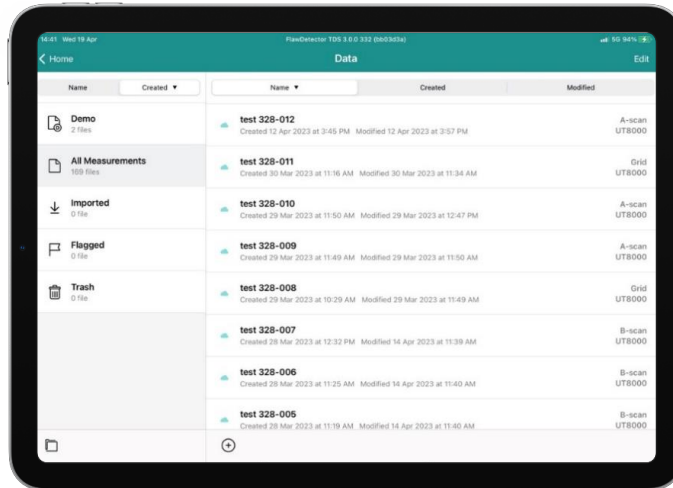 14:41 Wed 19 Apr
FlawDetector TDS 3.0.0 332 (bb03d3a)
5G 94%
Home
Data
Edit
Name
Created ▼
Name ▼
Created
Modified
Demo
2 files
All Measurements
159 files
Imported
0 file
Flagged
0 file
Trash
0 file
test 328-012
Created 12 Apr 2023 at 3:45 PM Modified 12 Apr 2023 at 3:57 PM
A-scan
UT8000
test 328-011
Created 30 Mar 2023 at 11:16 AM Modified 30 Mar 2023 at 11:34 AM
Grid
UT8000
test 328-010
Created 29 Mar 2023 at 11:50 AM Modified 29 Mar 2023 at 12:47 PM
A-scan
UT8000
test 328-009
Created 29 Mar 2023 at 11:49 AM Modified 29 Mar 2023 at 11:50 AM
A-scan
UT8000
test 328-008
Created 29 Mar 2023 at 10:29 AM Modified 29 Mar 2023 at 11:49 AM
Grid
UT8000
test 328-007
Created 28 Mar 2023 at 12:32 PM Modified 14 Apr 2023 at 11:39 AM
B-scan
UT8000
test 328-006
Created 28 Mar 2023 at 11:25 AM Modified 14 Apr 2023 at 11:40 AM
B-scan
UT8000
test 328-005
Created 28 Mar 2023 at 11:19 AM Modified 14 Apr 2023 at 11:40 AM
B-scan
UT8000